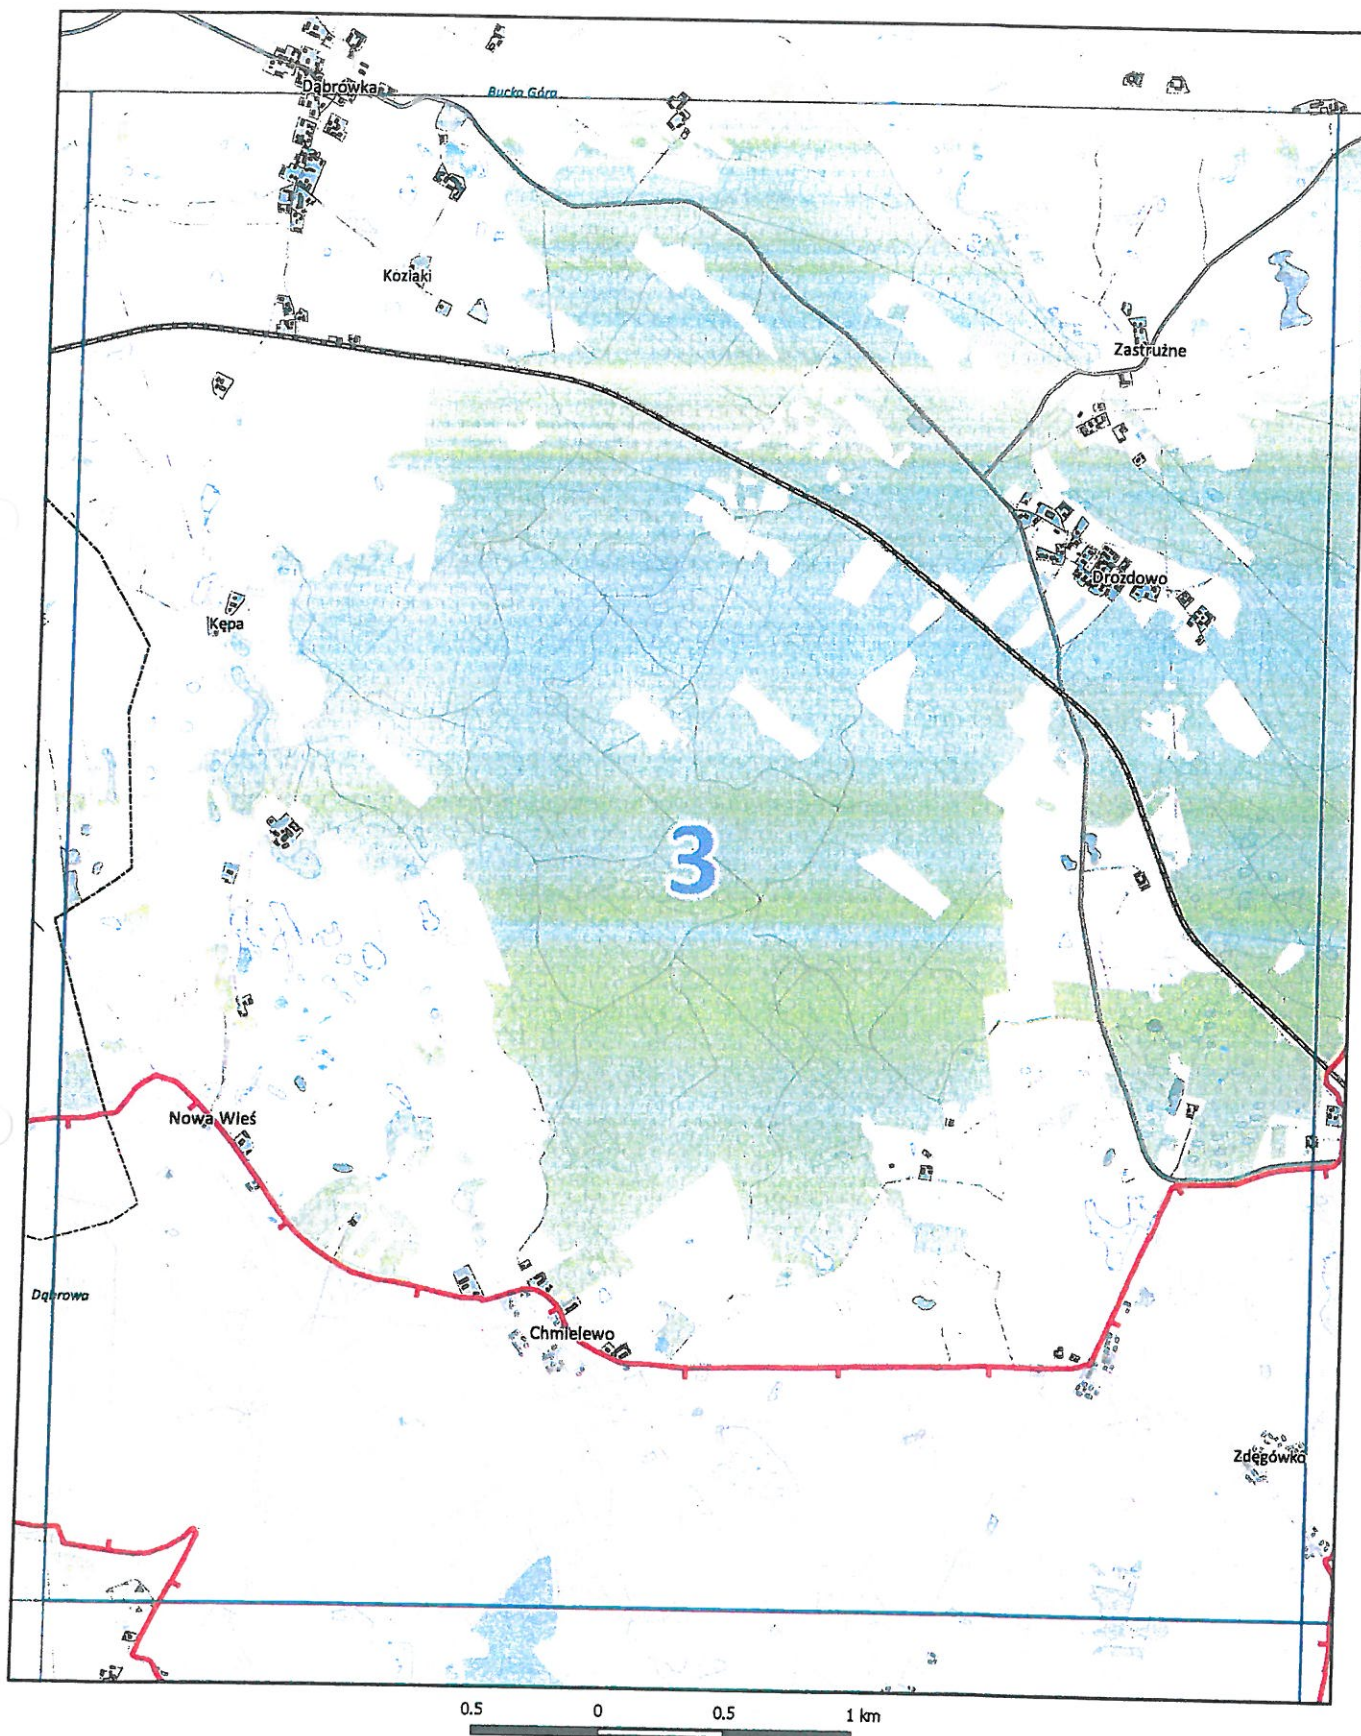 Dąbrówka
Bucka Góra
Koziaki
Zastrużne
Drozdowo
Kępa
3
Nowa Wieś
Dąbrowa
Chmielewo
Zdęgówko
0.5 0 0.5 1 km